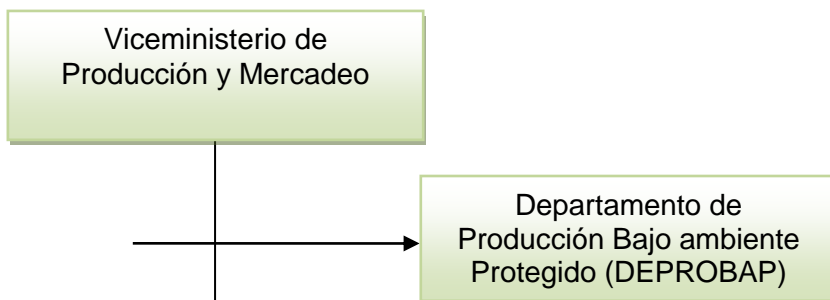 Viceministerio de
Producción y Mercadeo
Departamento de
Producción Bajo ambiente
Protegido (DEPROBAP)